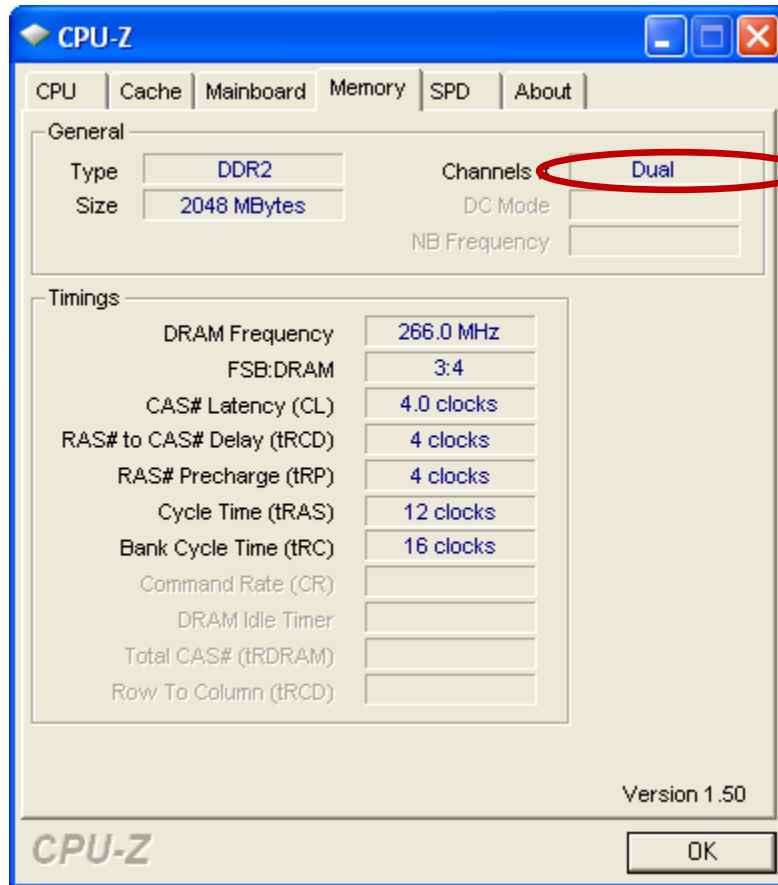 CPU-Z
CPU Cache Mainboard Memory SPD About
General
Type DDR2 Channels # Dual
Size 2048 MBytes DC Mode
NB Frequency
Timings
DRAM Frequency 266.0 MHz
FSB:DRAM 3:4
CAS# Latency (CL) 4.0 clocks
RAS# to CAS# Delay (tRCD) 4 clocks
RAS# Precharge (tRP) 4 clocks
Cycle Time (tRAS) 12 clocks
Bank Cycle Time (tRC) 16 clocks
Command Rate (CR)
DRAM Idle Timer
Total CAS# (tRDRAM)
Row To Column (tRCD)
Version 1.50
CPU-Z OK